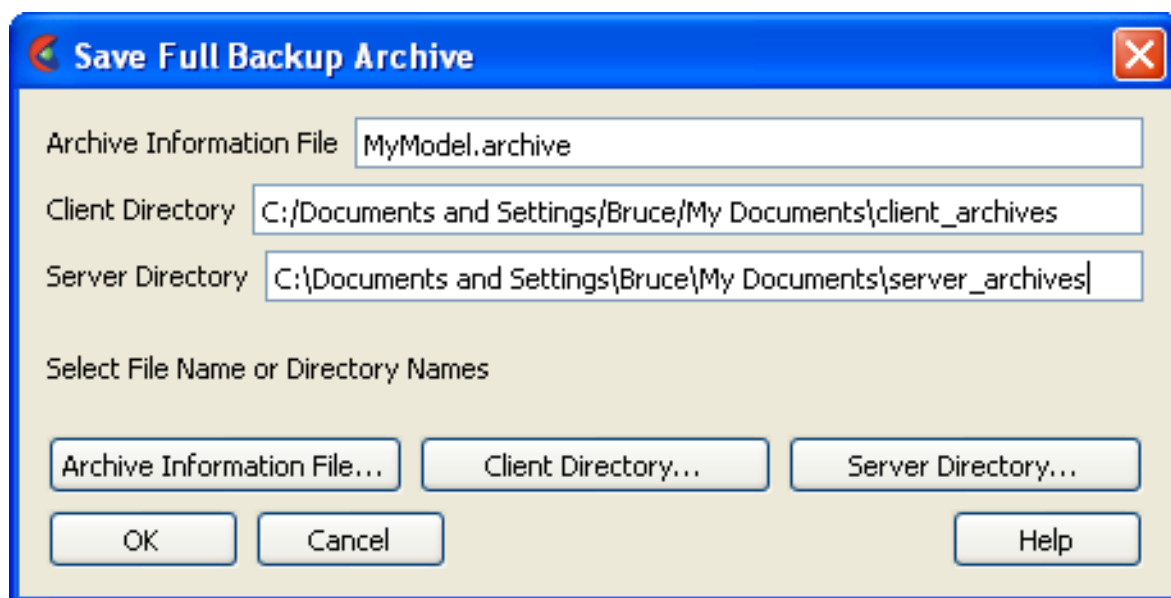 Save Full Backup Archive
Archive Information File MyModel.archive
Client Directory C:/Documents and Settings/Bruce/My Documents\client_archives
Server Directory C:\Documents and Settings\Bruce\My Documents\server_archives
Select File Name or Directory Names
Archive Information File... Client Directory... Server Directory...
OK Cancel Help